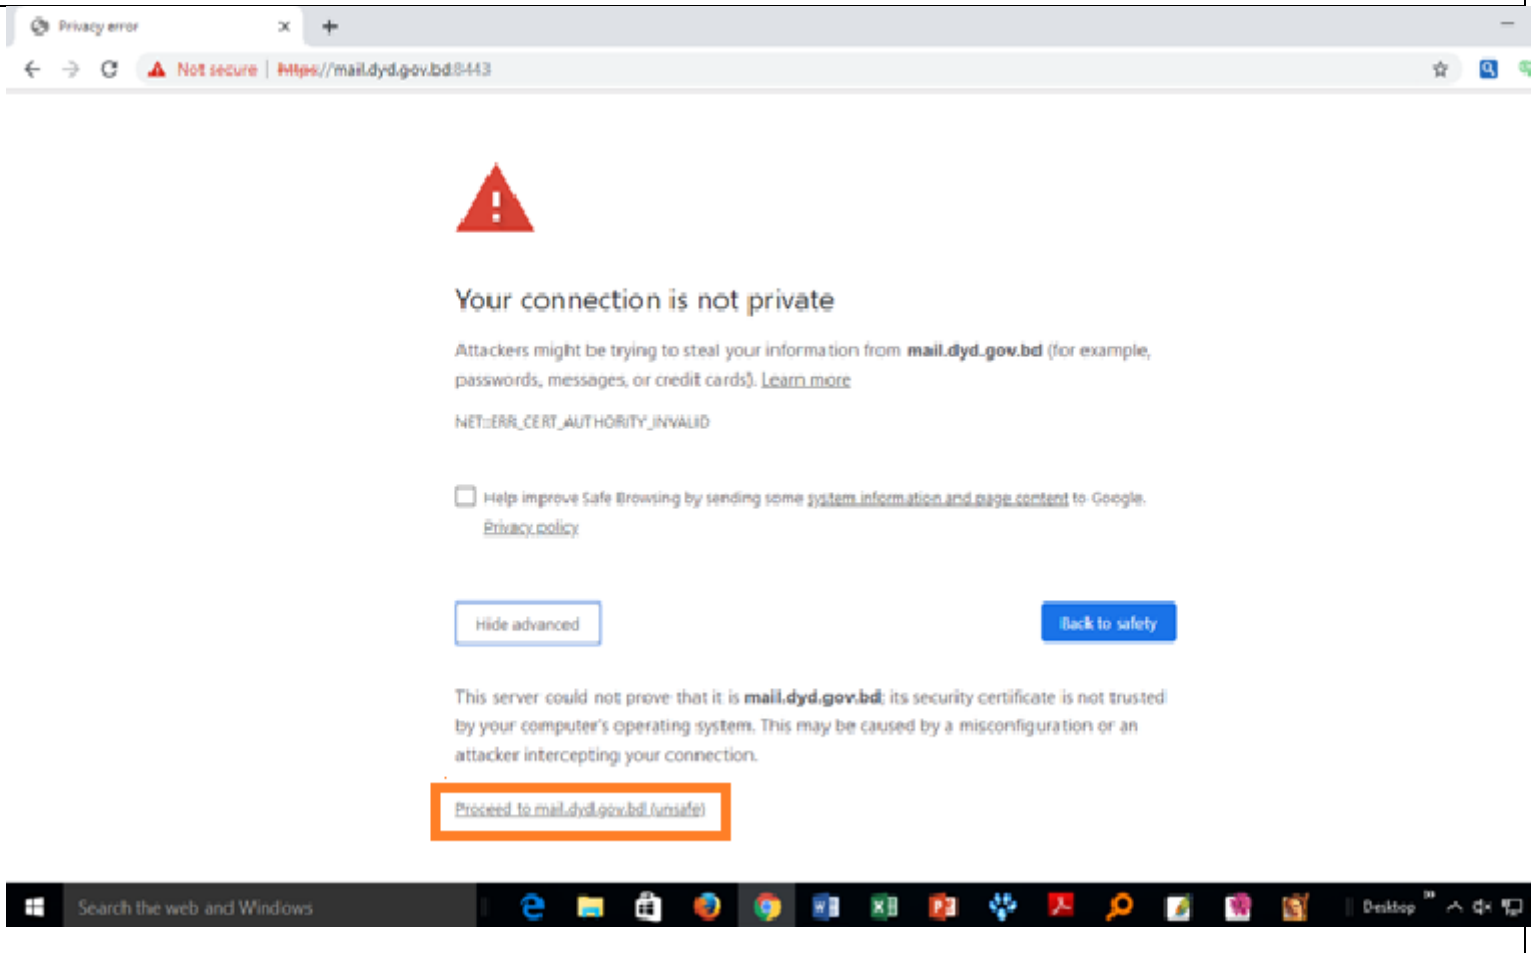 Privacy error
Not secure | https://mail.dyd.gov.bd:8443
Your connection is not private
Attackers might be trying to steal your information from mail.dyd.gov.bd (for example,
passwords, messages, or credit cards). Learn more
NET::ERR_CERT_AUTHORITY_INVALID
Help improve Safe Browsing by sending some system information and page content to Google.
Privacy policy
Hide advanced
Back to safety
This server could not prove that it is mail.dyd.gov.bd; its security certificate is not trusted
by your computer's operating system. This may be caused by a misconfiguration or an
attacker intercepting your connection.
Proceed to mail.dyd.gov.bd (unsafe)
Search the web and Windows
Desktop